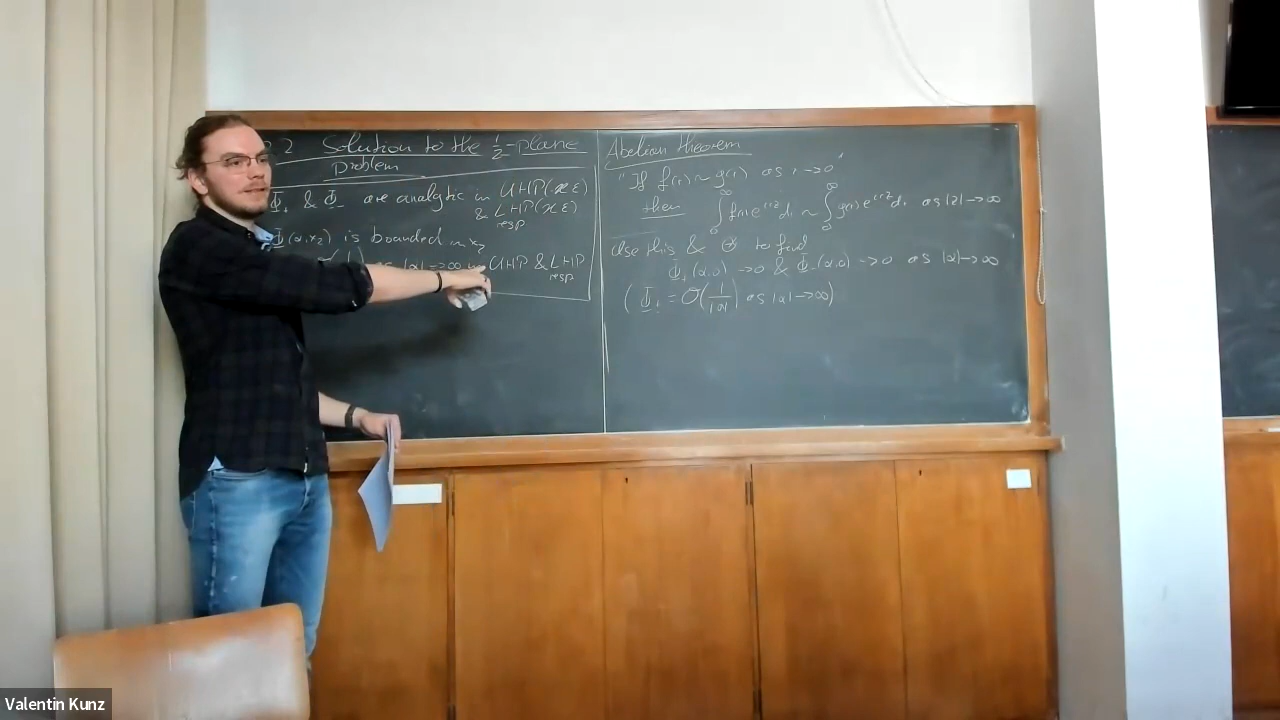 2 Solution to the ½-plane
problem
Φ₊ & Φ₋ are analytic in UHP(κε)
& LHP(κε)
resp
Φ(α,x₂) is bounded in x₂
as |α|→∞ in UHP & LHP
resp.
Abelian theorem
"If f(r) ~ g(r) as r→0"
then ∫₀^∞ f(r)e^{irz}dr ~ ∫₀^∞ g(r)e^{irz}dr as |z|→∞
Use this & ⊗ to find
Φ₊(α,0) →0 & Φ₋(α,0) →0 as |α|→∞
( = O(1/|α|) as |α|→∞)
Valentin Kunz